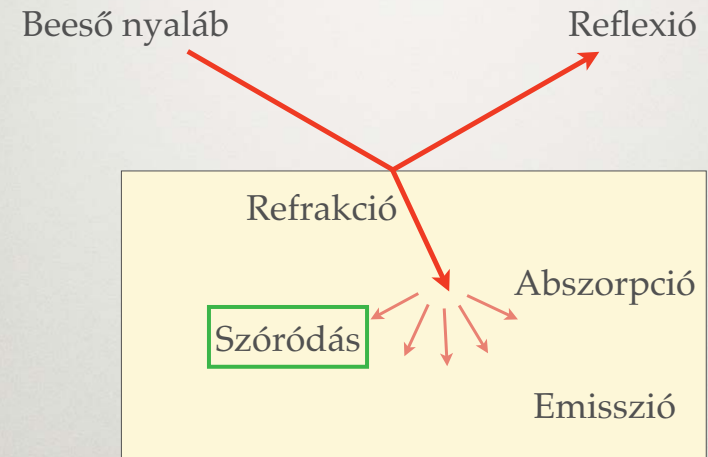 Beeső nyaláb
Reflexió
Refrakció
Abszorpció
Szóródás
Emisszió